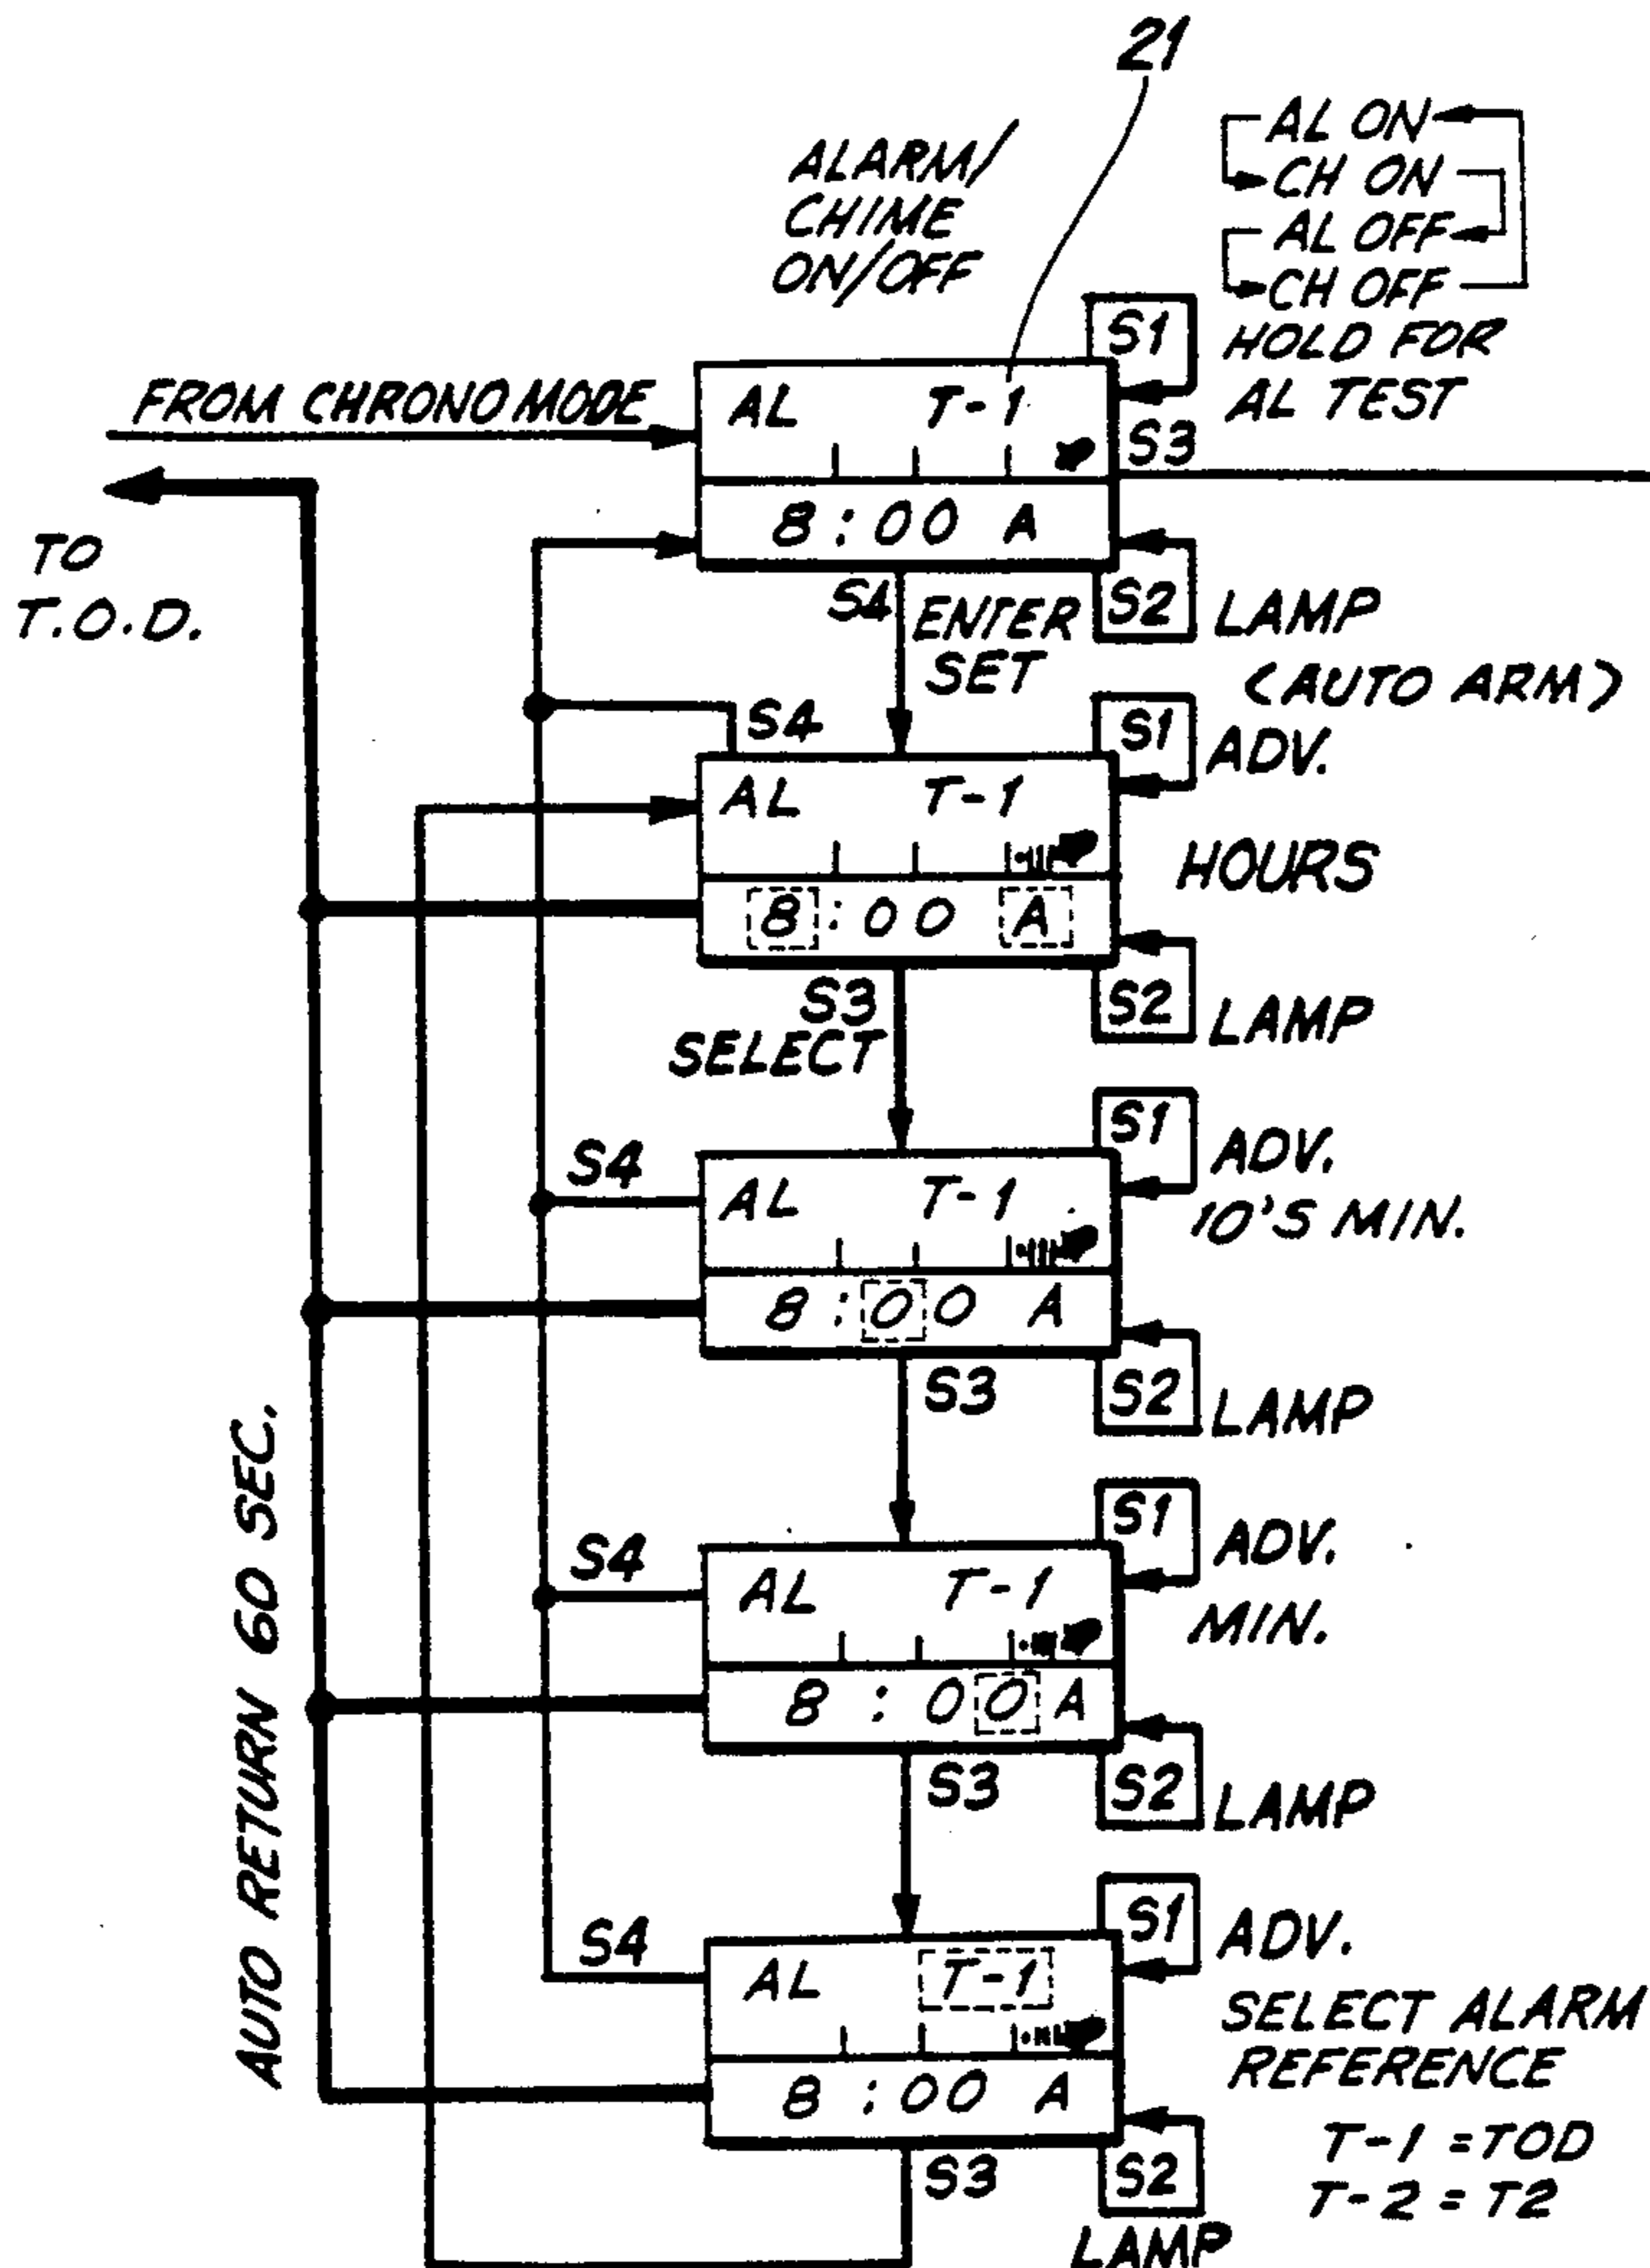 21
ALARM/
CHIME
ON/OFF
AL ON
CH ON
AL OFF
CH OFF
HOLD FOR
AL TEST
S1
FROM CHRONO MODE
AL T-1
S3
8:00 A
TO
T.O.D.
S4 ENTER
SET
S2 LAMP
(AUTO ARM)
S4
S1 ADV.
HOURS
AL T-1
8:00 A
S3
SELECT
S2 LAMP
S1 ADV.
10'S MIN.
S4
AL T-1
8:00 A
S3
S2 LAMP
AUTO RETURN 60 SEC.
S1 ADV.
MIN.
S4
AL T-1
8:00 A
S3
S2 LAMP
S1 ADV.
S4
AL T-1
SELECT ALARM
REFERENCE
8:00 A
T-1 = TOD
T-2 = T2
S3
S2
LAMP